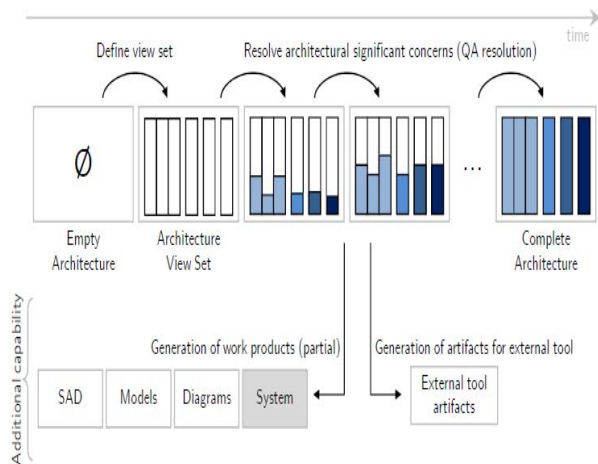 time
Define view set
Resolve architectural significant concerns (QA resolution)
∅
...
Empty
Architecture
Architecture
View Set
Complete
Architecture
Additional capability
Generation of work products (partial)
Generation of artifacts for external tool
SAD
Models
Diagrams
System
External tool
artifacts